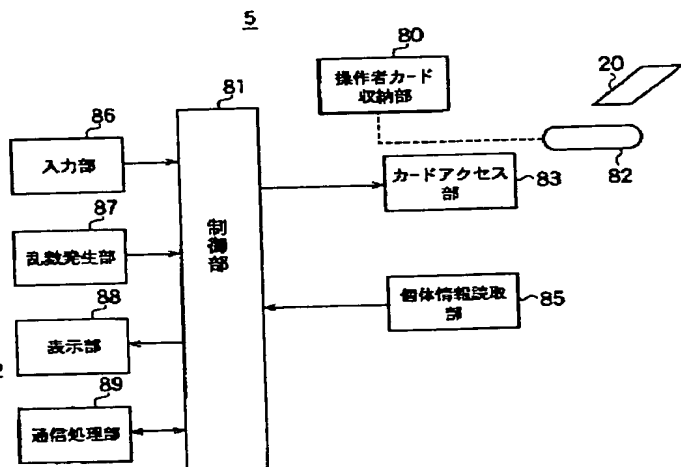 5
80
操作者カード
収納部
20
82
81
制御部
86
入力部
87
乱数発生部
88
表示部
89
通信処理部
カードアクセス
部
83
個体情報読取
部
85
2